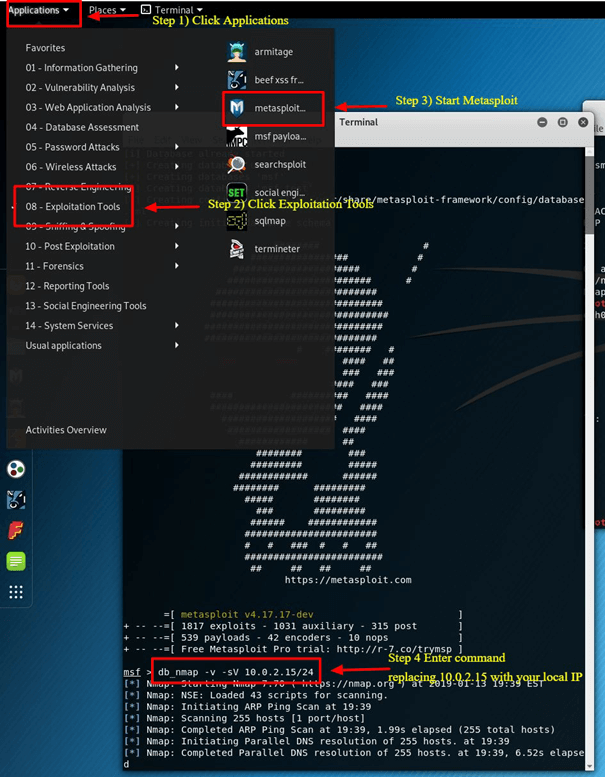 Applications
Places
Terminal
Step 1) Click Applications
Favorites
01 - Information Gathering
02 - Vulnerability Analysis
03 - Web Application Analysis
04 - Database Assessment
05 - Password Attacks
06 - Wireless Attacks
07 - Reverse Engineering
08 - Exploitation Tools
09 - Sniffing & Spoofing
10 - Post Exploitation
11 - Forensics
12 - Reporting Tools
13 - Social Engineering Tools
14 - System Services
Usual applications
Activities Overview
armitage
beef xss fr...
metasploit...
msf payloa...
searchsploit
SET
social engi...
sql
sqlmap
termineter
Step 3) Start Metasploit
Step 2) Click Exploitation Tools
Terminal
/share/metasploit-framework/config/database
https://metasploit.com
=[ metasploit v4.17.17-dev ]
+ -- --=[ 1817 exploits - 1031 auxiliary - 315 post ]
+ -- --=[ 539 payloads - 42 encoders - 10 nops ]
+ -- --=[ Free Metasploit Pro trial: http://r-7.co/trymsp ]
Step 4 Enter command
replacing 10.0.2.15 with your local IP
msf > db_nmap -v -sV 10.0.2.15/24
[*] Nmap: Starting Nmap 7.70 ( https://nmap.org ) at 2019-01-13 19:39 EST
[*] Nmap: NSE: Loaded 43 scripts for scanning.
[*] Nmap: Initiating ARP Ping Scan at 19:39
[*] Nmap: Scanning 255 hosts [1 port/host]
[*] Nmap: Completed ARP Ping Scan at 19:39, 1.99s elapsed (255 total hosts)
[*] Nmap: Initiating Parallel DNS resolution of 255 hosts. at 19:39
[*] Nmap: Completed Parallel DNS resolution of 255 hosts. at 19:39, 6.52s elapse
d